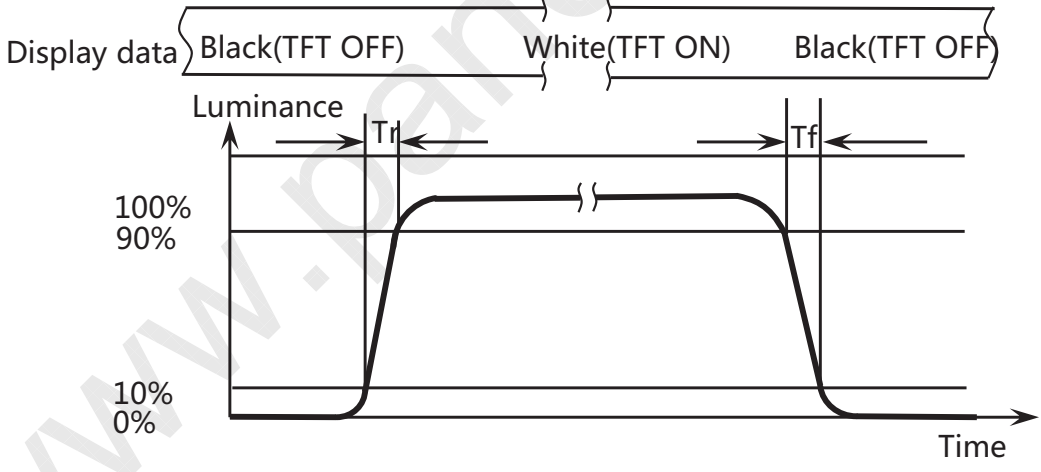 Display data Black(TFT OFF) White(TFT ON) Black(TFT OFF)
Luminance
Tr Tf
100%
90%
10%
0%
Time